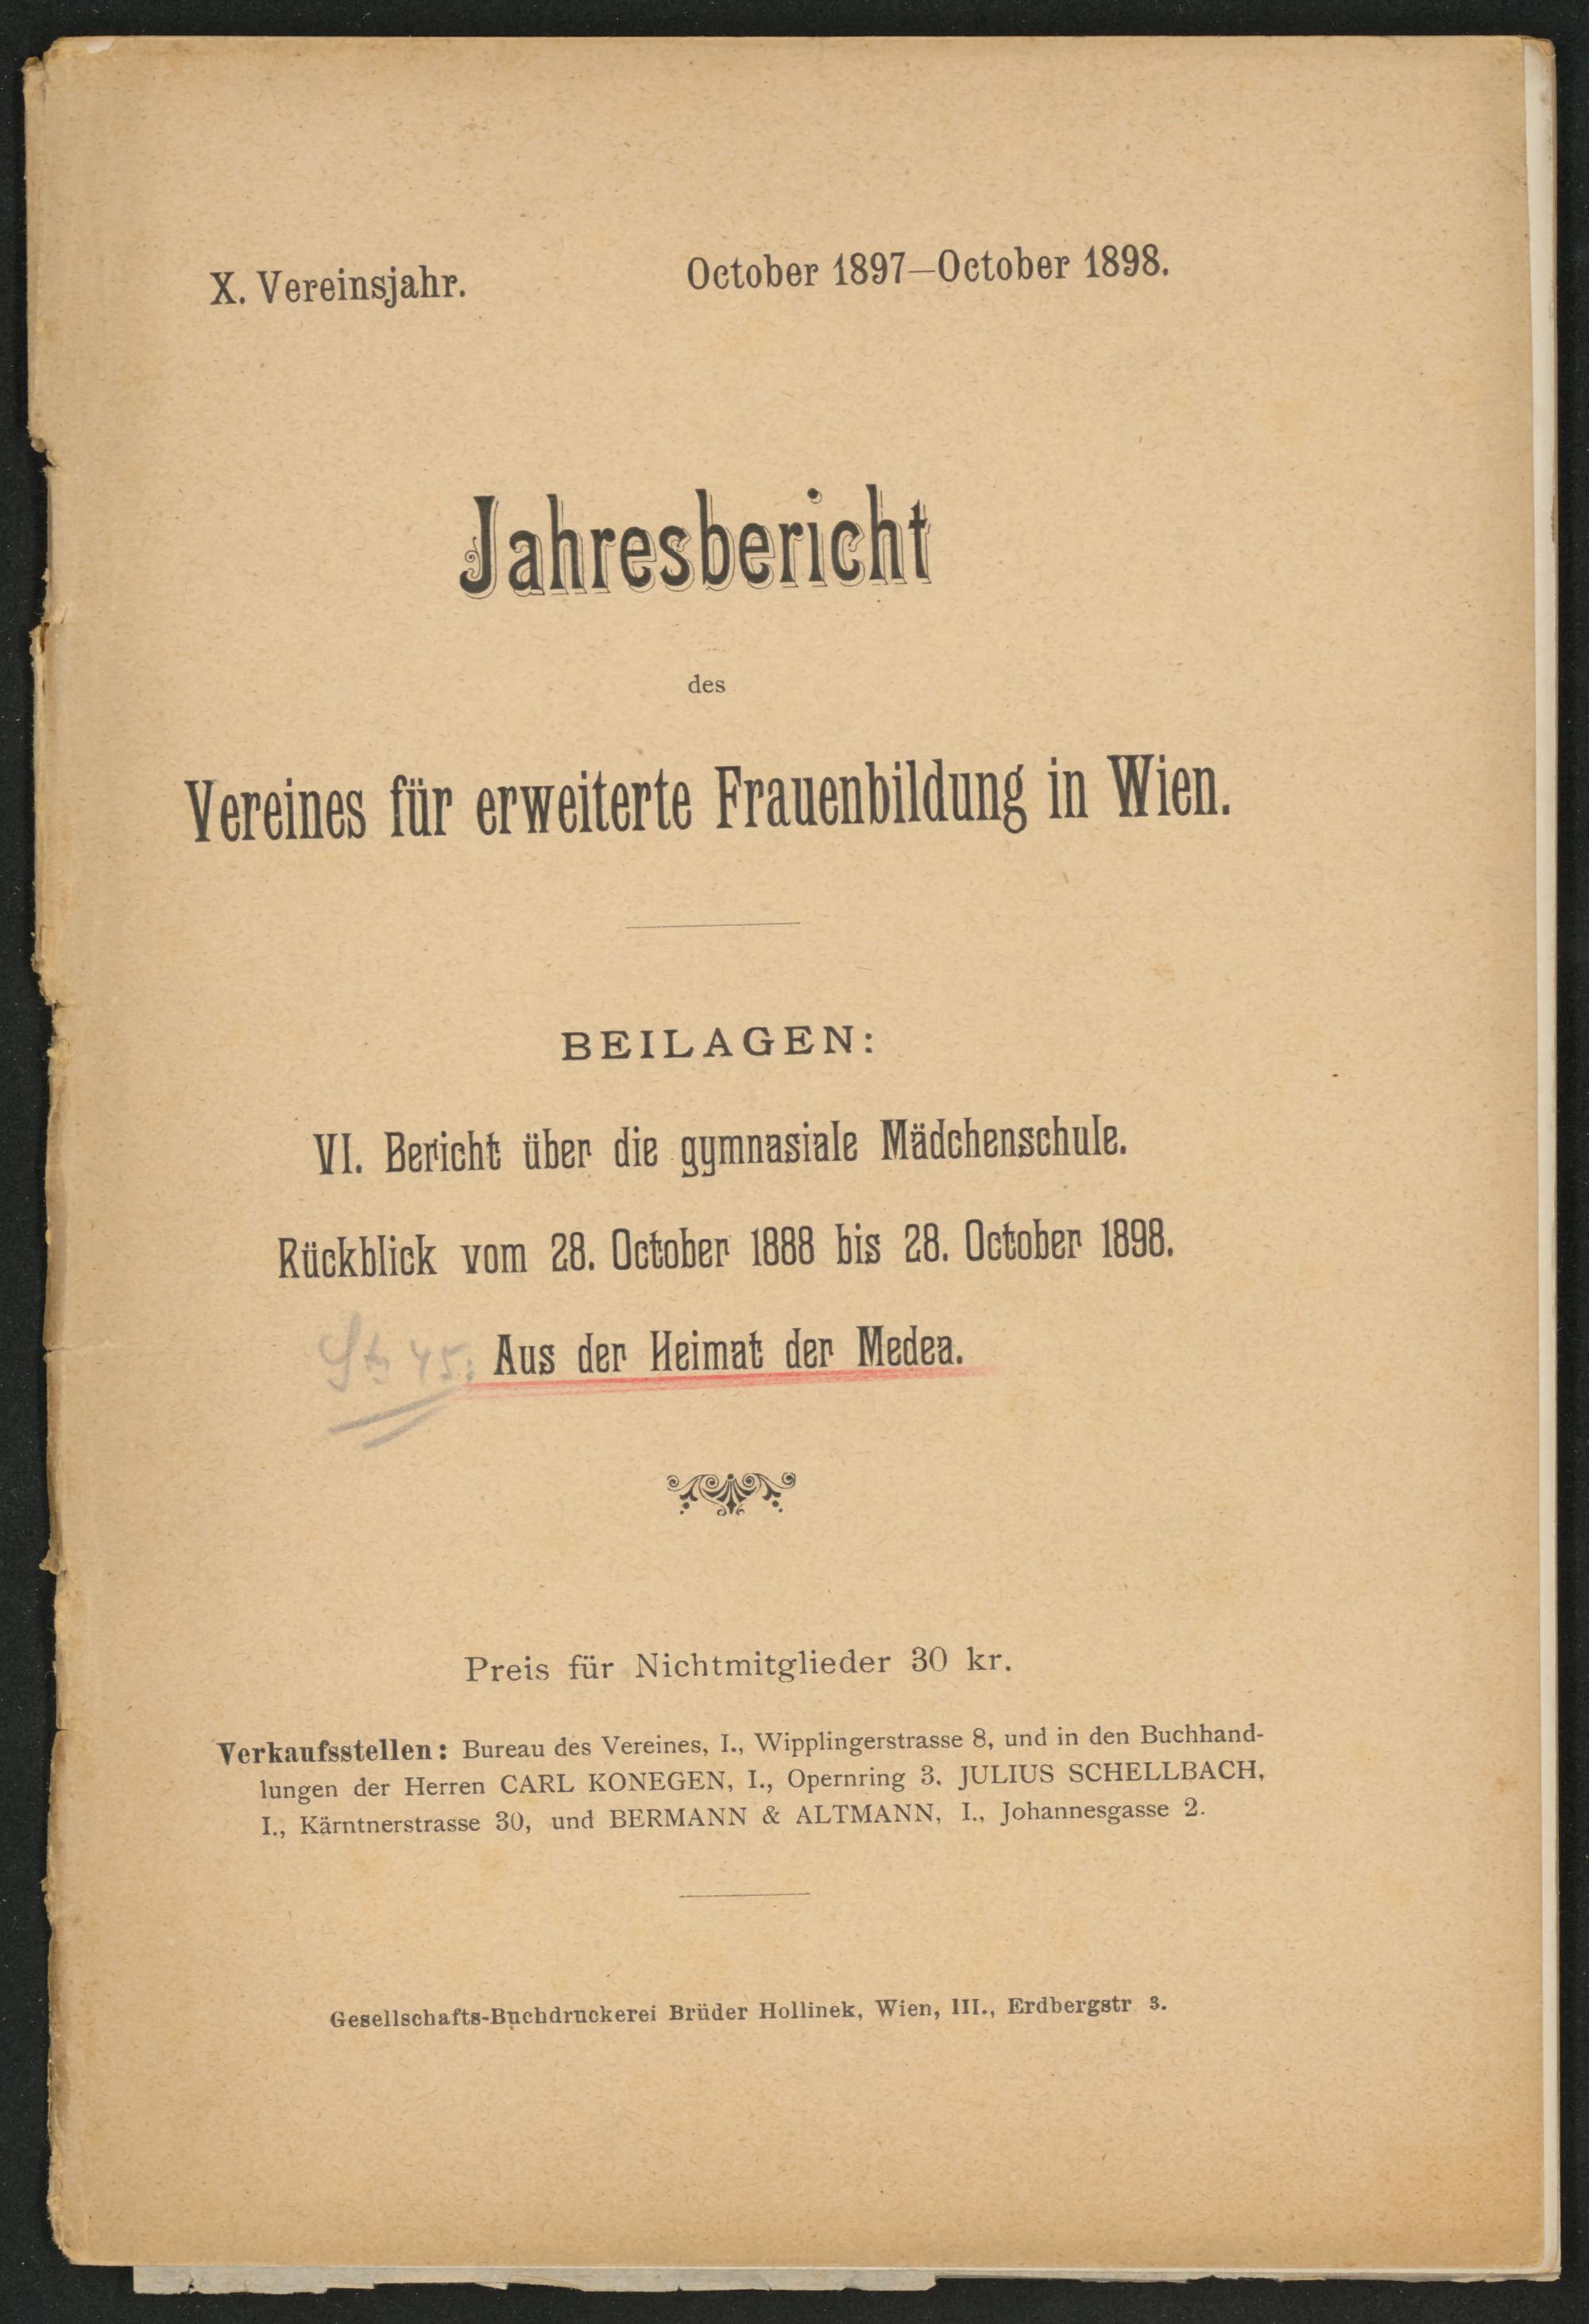 X. Vereinsjahr. October 1897—October 1898.
Jahresbericht
des
Vereines für erweiterte Frauenbildung in Wien.
BEILAGEN:
VI. Bericht über die gymnasiale Mädchenschule.
Rückblick vom 28. October 1888 bis 28. October 1898.
45: Aus der Heimat der Medea.
Preis für Nichtmitglieder 30 kr.
Verkaufsstellen: Bureau des Vereines, I., Wipplingerstrasse 8, und in den Buchhand-
lungen der Herren CARL KONEGEN, I., Opernring 3. JULIUS SCHELLBACH,
I., Kärntnerstrasse 30, und BERMANN & ALTMANN, I., Johannesgasse 2.
Gesellschafts-Buchdruckerei Brüder Hollinek, Wien, III., Erdbergstr 3.